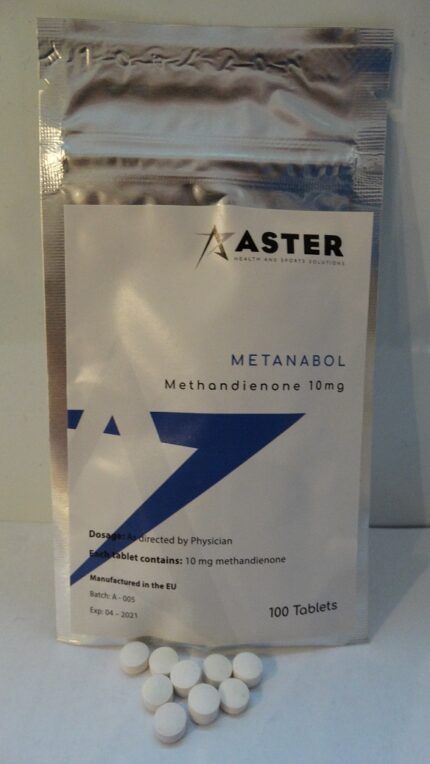 ASTER
HEALTH AND SPORTS SOLUTIONS
METANABOL
Methandienone 10mg
Dosage: As directed by Physician
Each tablet contains: 10 mg methandienone
Manufactured in the EU
Batch: A - 005
Exp: 04 – 2021
100 Tablets